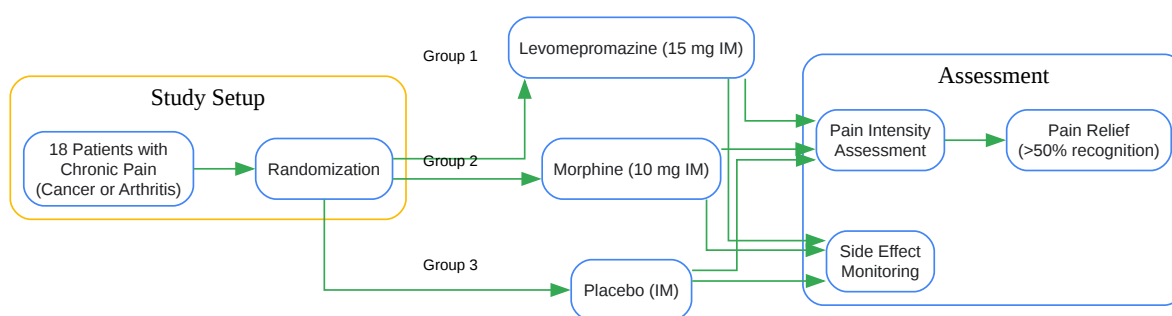 Study Setup
18 Patients with
Chronic Pain
(Cancer or Arthritis)
Randomization
Group 1
Levomepromazine (15 mg IM)
Group 2
Morphine (10 mg IM)
Group 3
Placebo (IM)
Assessment
Pain Intensity
Assessment
Pain Relief
(>50% recognition)
Side Effect
Monitoring